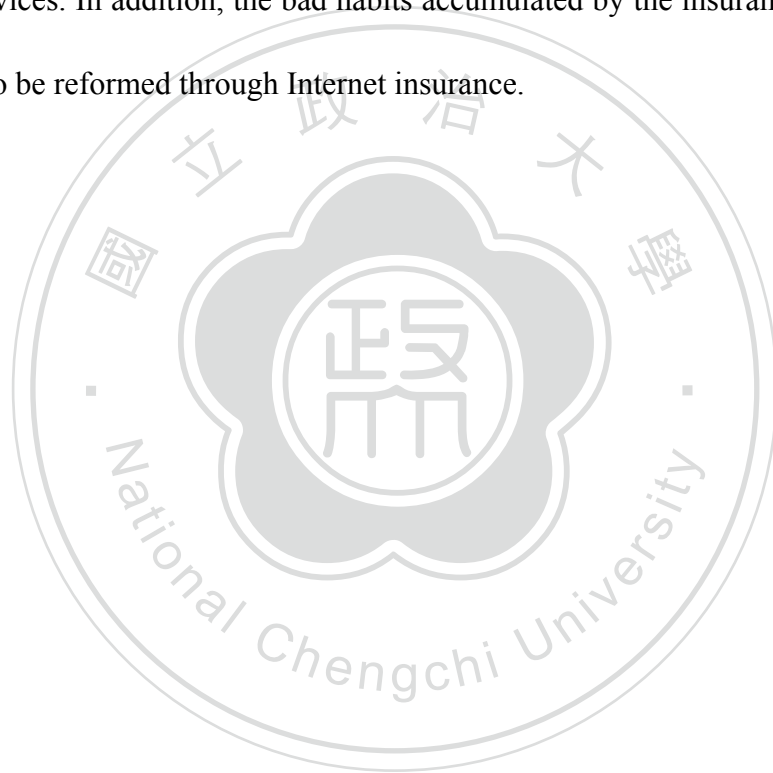 vices. In addition, the bad habits accumulated by the insuran
o be reformed through Internet insurance.
國立政治大學
政
National Chengchi University